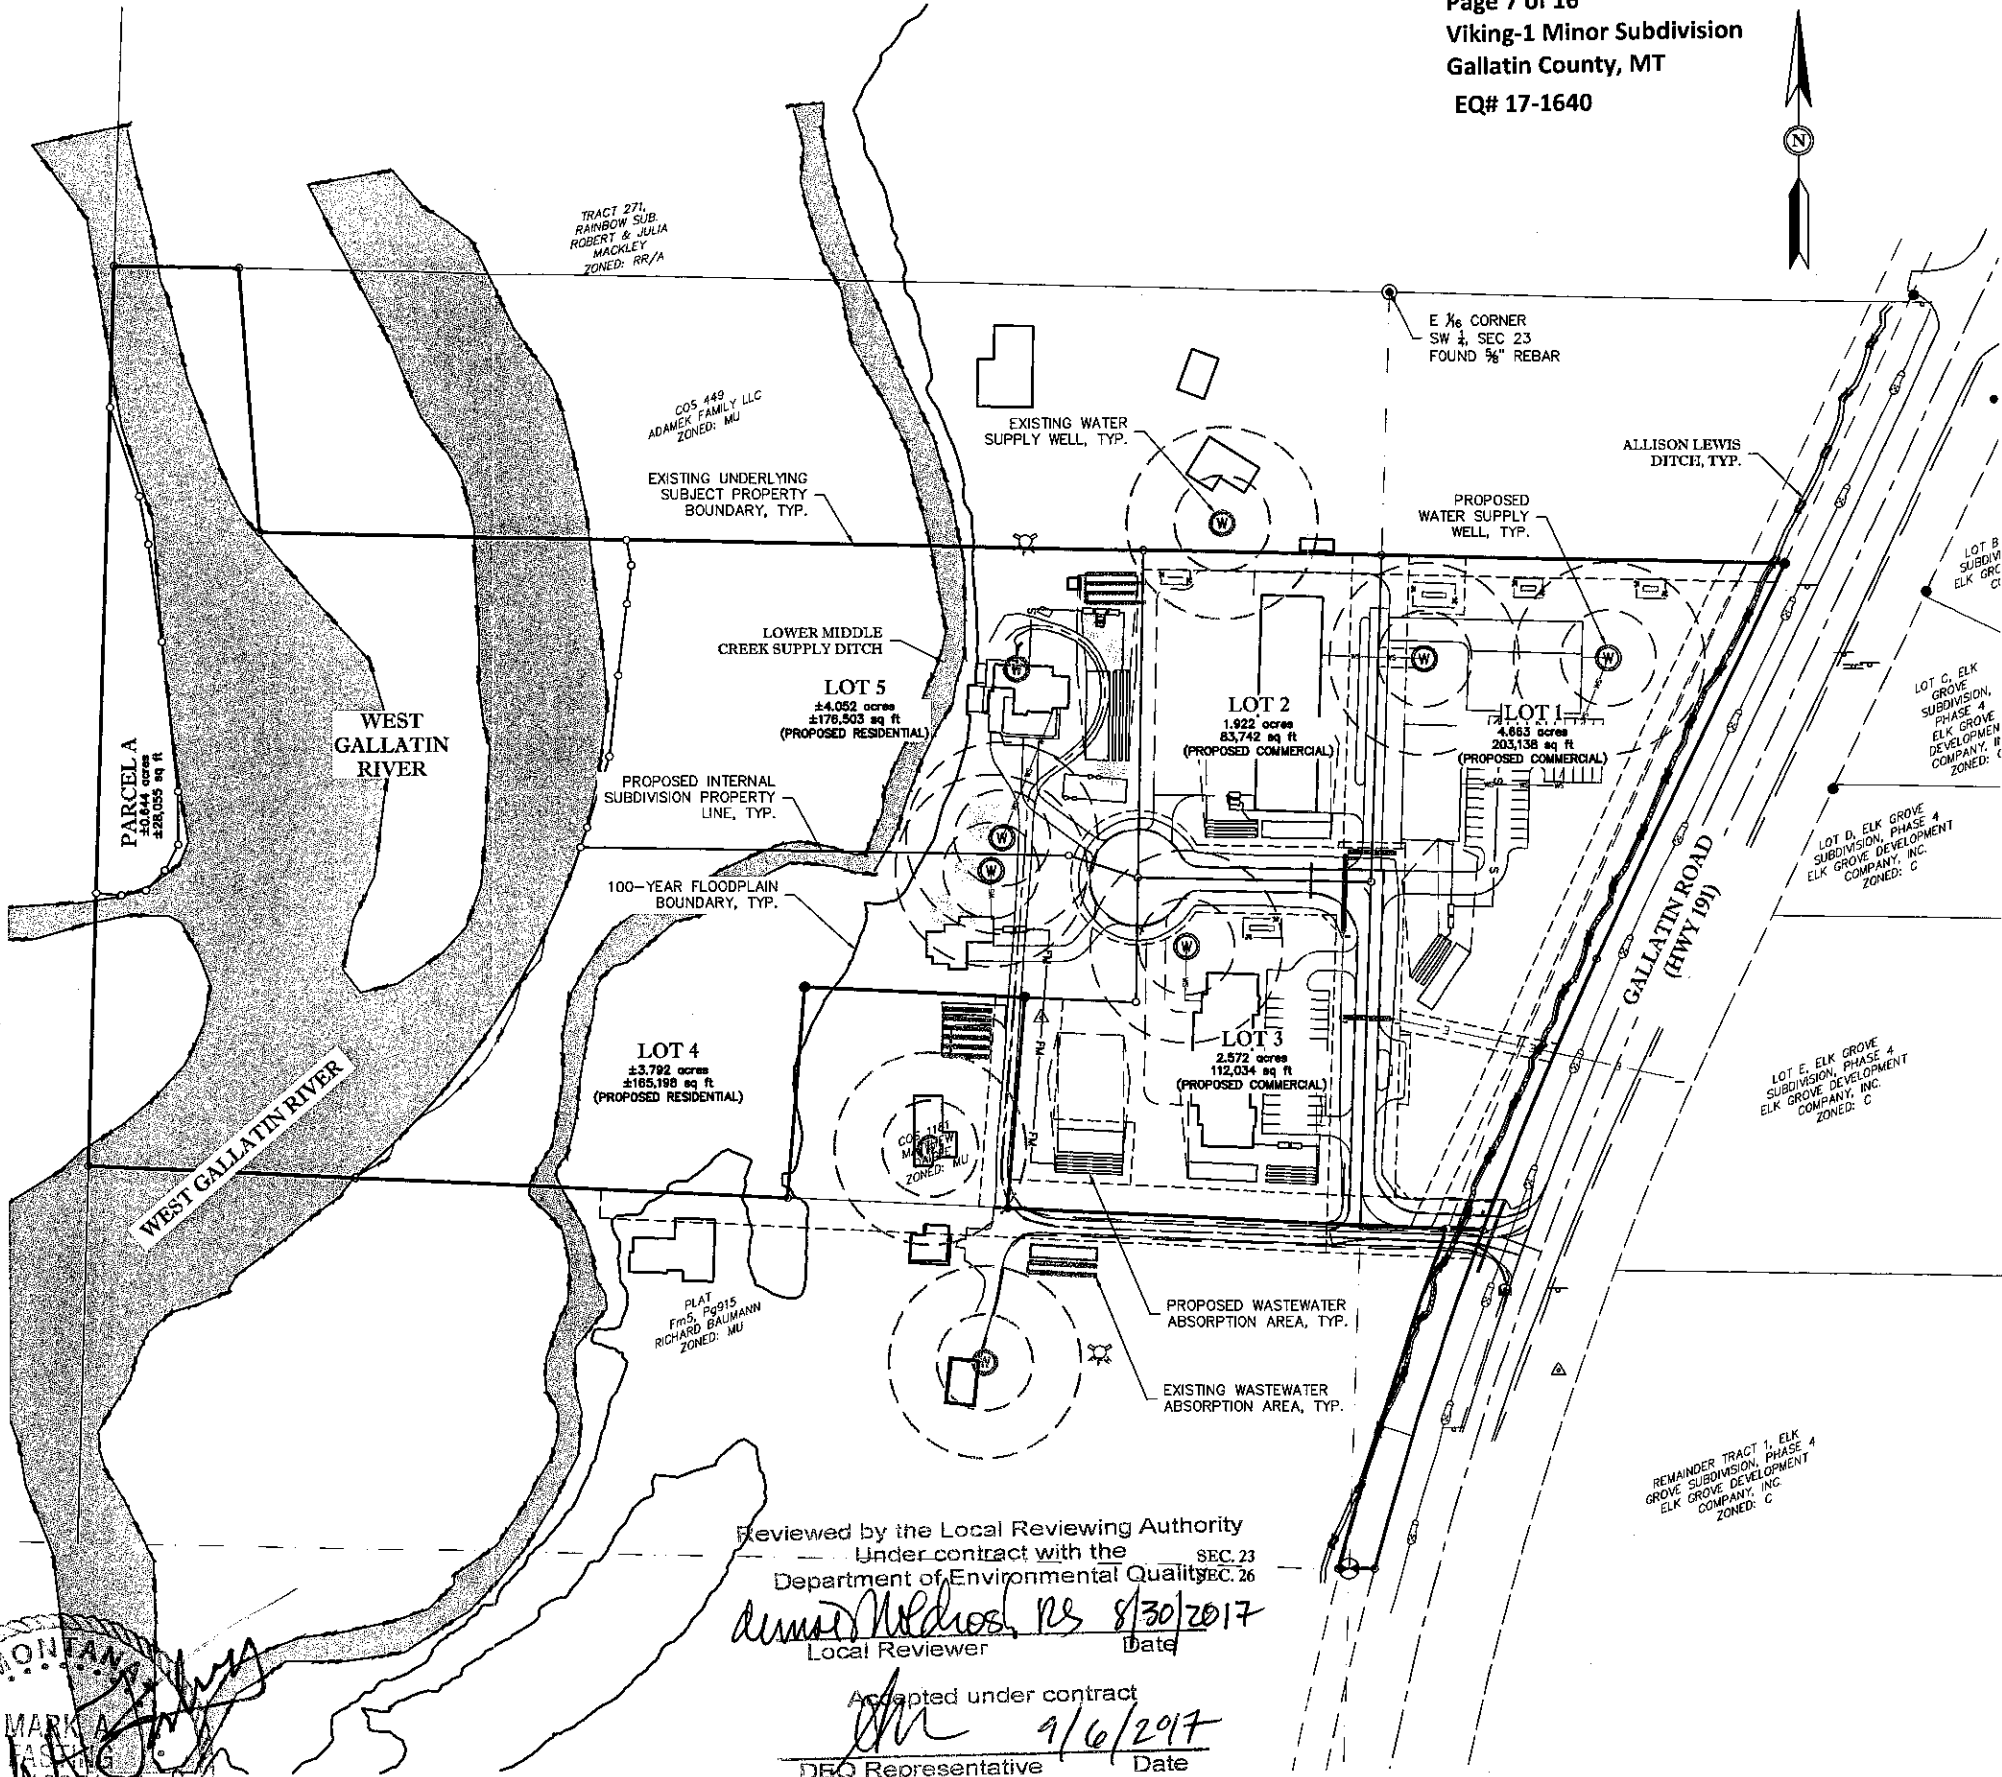 Page 7 of 16
Viking-1 Minor Subdivision
Gallatin County, MT
EQ# 17-1640
N
TRACT 271,
RAINBOW SUB.
ROBERT & JULIA
MACKLEY
ZONED: RR/A
E 1/16 CORNER
SW 1/4, SEC 23
FOUND 5/8" REBAR
COS 449
ADAMEK FAMILY LLC
ZONED: MU
EXISTING WATER
SUPPLY WELL, TYP.
ALLISON LEWIS
DITCH, TYP.
EXISTING UNDERLYING
SUBJECT PROPERTY
BOUNDARY, TYP.
PROPOSED
WATER SUPPLY
WELL, TYP.
W
LOT B
ELK
LOWER MIDDLE
CREEK SUPPLY DITCH
W
W
W
LOT 5
±4.052 acres
±176,503 sq ft
(PROPOSED RESIDENTIAL)
LOT 2
1.922 acres
83,742 sq ft
(PROPOSED COMMERCIAL)
LOT 1
4.663 acres
203,138 sq ft
(PROPOSED COMMERCIAL)
LOT C, ELK
GROVE
SUBDIVISION,
PHASE 4
ELK GROVE
ZONED:
WEST
GALLATIN
RIVER
PARCEL A
±0.644 acres
±28,055 sq ft
PROPOSED INTERNAL
SUBDIVISION PROPERTY
LINE, TYP.
W
W
LOT D, ELK GROVE
SUBDIVISION, PHASE 4
ELK GROVE DEVELOPMENT
COMPANY, INC.
ZONED: C
100-YEAR FLOODPLAIN
BOUNDARY, TYP.
GALLATIN ROAD
(HWY 191)
W
FM
LOT 4
±3.792 acres
±165,198 sq ft
(PROPOSED RESIDENTIAL)
LOT 3
2.572 acres
112,034 sq ft
(PROPOSED COMMERCIAL)
FM
FM
LOT E, ELK GROVE
SUBDIVISION, PHASE 4
ELK GROVE DEVELOPMENT
COMPANY, INC.
ZONED: C
WEST GALLATIN RIVER
COS 1161
ZONED: MU
PLAT
Fm5, Pg915
RICHARD BAUMANN
ZONED: MU
PROPOSED WASTEWATER
ABSORPTION AREA, TYP.
W
EXISTING WASTEWATER
ABSORPTION AREA, TYP.
REMAINDER TRACT 1, ELK
GROVE SUBDIVISION, PHASE 4
ELK GROVE DEVELOPMENT
COMPANY, INC.
ZONED: C
Reviewed by the Local Reviewing Authority
Under contract with the
SEC. 23
Department of Environmental Quality
SEC. 26
RS 8/30/2017
Local Reviewer Date
Accepted under contract
9/6/2017
DEQ Representative Date
MONTANA
MARK A